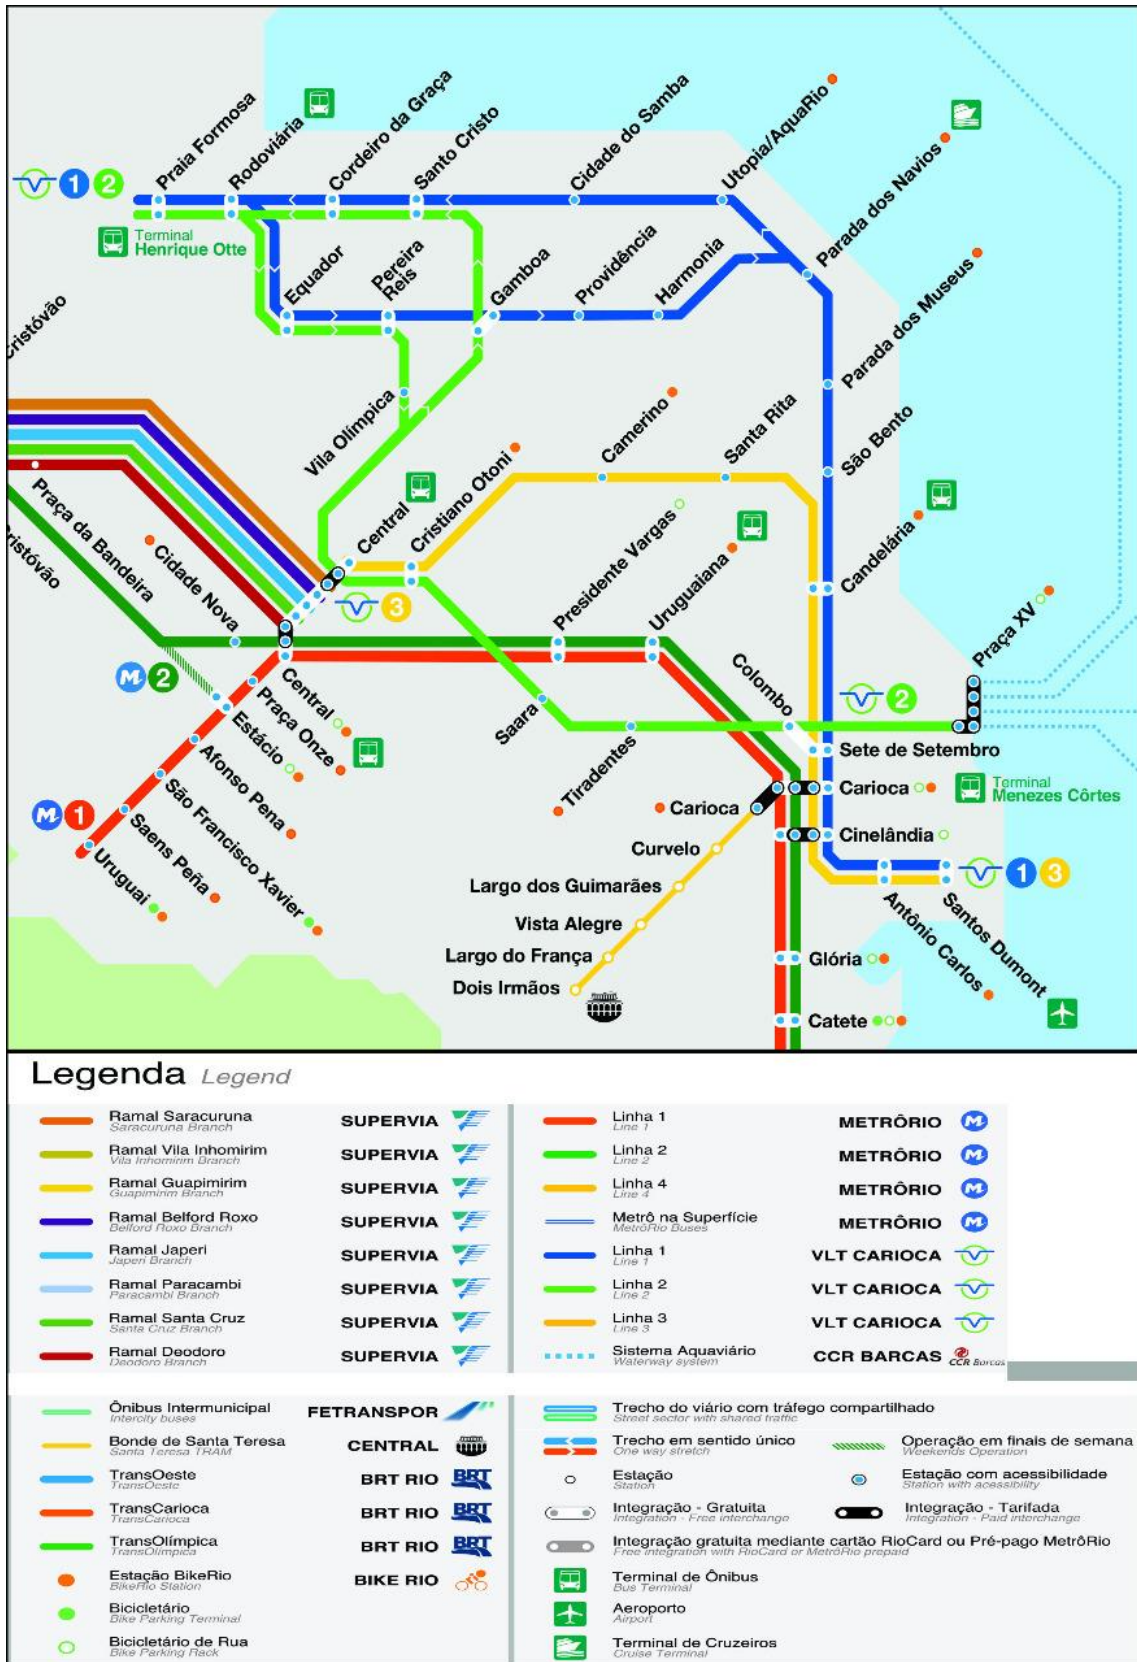 Praia Formosa
Rodoviária
Cordeiro da Graça
Santo Cristo
Cidade do Samba
Utopia/AquaRio
Parada dos Navios
1 2
Terminal
Henrique Otte
Equador
Pereira
Reis
Gamboa
Providência
Harmonia
Parada dos Museus
Cristóvão
Vila Olímpica
Camerino
Santa Rita
São Bento
Central
Cristiano Otoni
Candelária
Praça da Bandeira
ristóvão
Cidade Nova
3
Presidente Vargas
Uruguaiana
Praça XV
M 2
Central
Praça Onze
Estácio
Afonso Pena
São Francisco Xavier
Saens Peña
Uruguai
M 1
Saara
Tiradentes
Colombo
2
Sete de Setembro
Carioca
Carioca
Terminal
Menezes Côrtes
Curvelo
Cinelândia
Largo dos Guimarães
1 3
Vista Alegre
Antônio Carlos
Santos Dumont
Largo do França
Glória
Dois Irmãos
Catete
Legenda Legend
Ramal Saracuruna SUPERVIA
Saracuruna Branch
Ramal Vila Inhomirim SUPERVIA
Vila Inhomirim Branch
Ramal Guapimirim SUPERVIA
Guapimirim Branch
Ramal Belford Roxo SUPERVIA
Belford Roxo Branch
Ramal Japeri SUPERVIA
Japeri Branch
Ramal Paracambi SUPERVIA
Paracambi Branch
Ramal Santa Cruz SUPERVIA
Santa Cruz Branch
Ramal Deodoro SUPERVIA
Deodoro Branch
Linha 1 METRÔRIO M
Line 1
Linha 2 METRÔRIO M
Line 2
Linha 4 METRÔRIO M
Line 4
Metrô na Superfície METRÔRIO M
MetrôRio Buses
Linha 1 VLT CARIOCA
Line 1
Linha 2 VLT CARIOCA
Line 2
Linha 3 VLT CARIOCA
Line 3
Sistema Aquaviário CCR BARCAS CCR Barcas
Waterway system
Ônibus Intermunicipal FETRANSPOR
Intercity buses
Bonde de Santa Teresa CENTRAL
Santa Teresa TRAM
TransOeste BRT RIO BRT
TransOeste
TransCarioca BRT RIO BRT
TransCarioca
TransOlímpica BRT RIO BRT
TransOlímpica
Estação BikeRio BIKE RIO
BikeRio Station
Bicicletário
Bike Parking Terminal
Bicicletário de Rua
Bike Parking Rack
Trecho do viário com tráfego compartilhado
Street sector with shared traffic
Trecho em sentido único
One way stretch
Operação em finais de semana
Weekends Operation
Estação
Station
Estação com acessibilidade
Station with acessibility
Integração - Gratuita
Integration - Free interchange
Integração - Tarifada
Integration - Paid interchange
Integração gratuita mediante cartão RioCard ou Pré-pago MetrôRio
Free integration with RioCard or MetrôRio prepaid
Terminal de Ônibus
Bus Terminal
Aeroporto
Airport
Terminal de Cruzeiros
Cruise Terminal